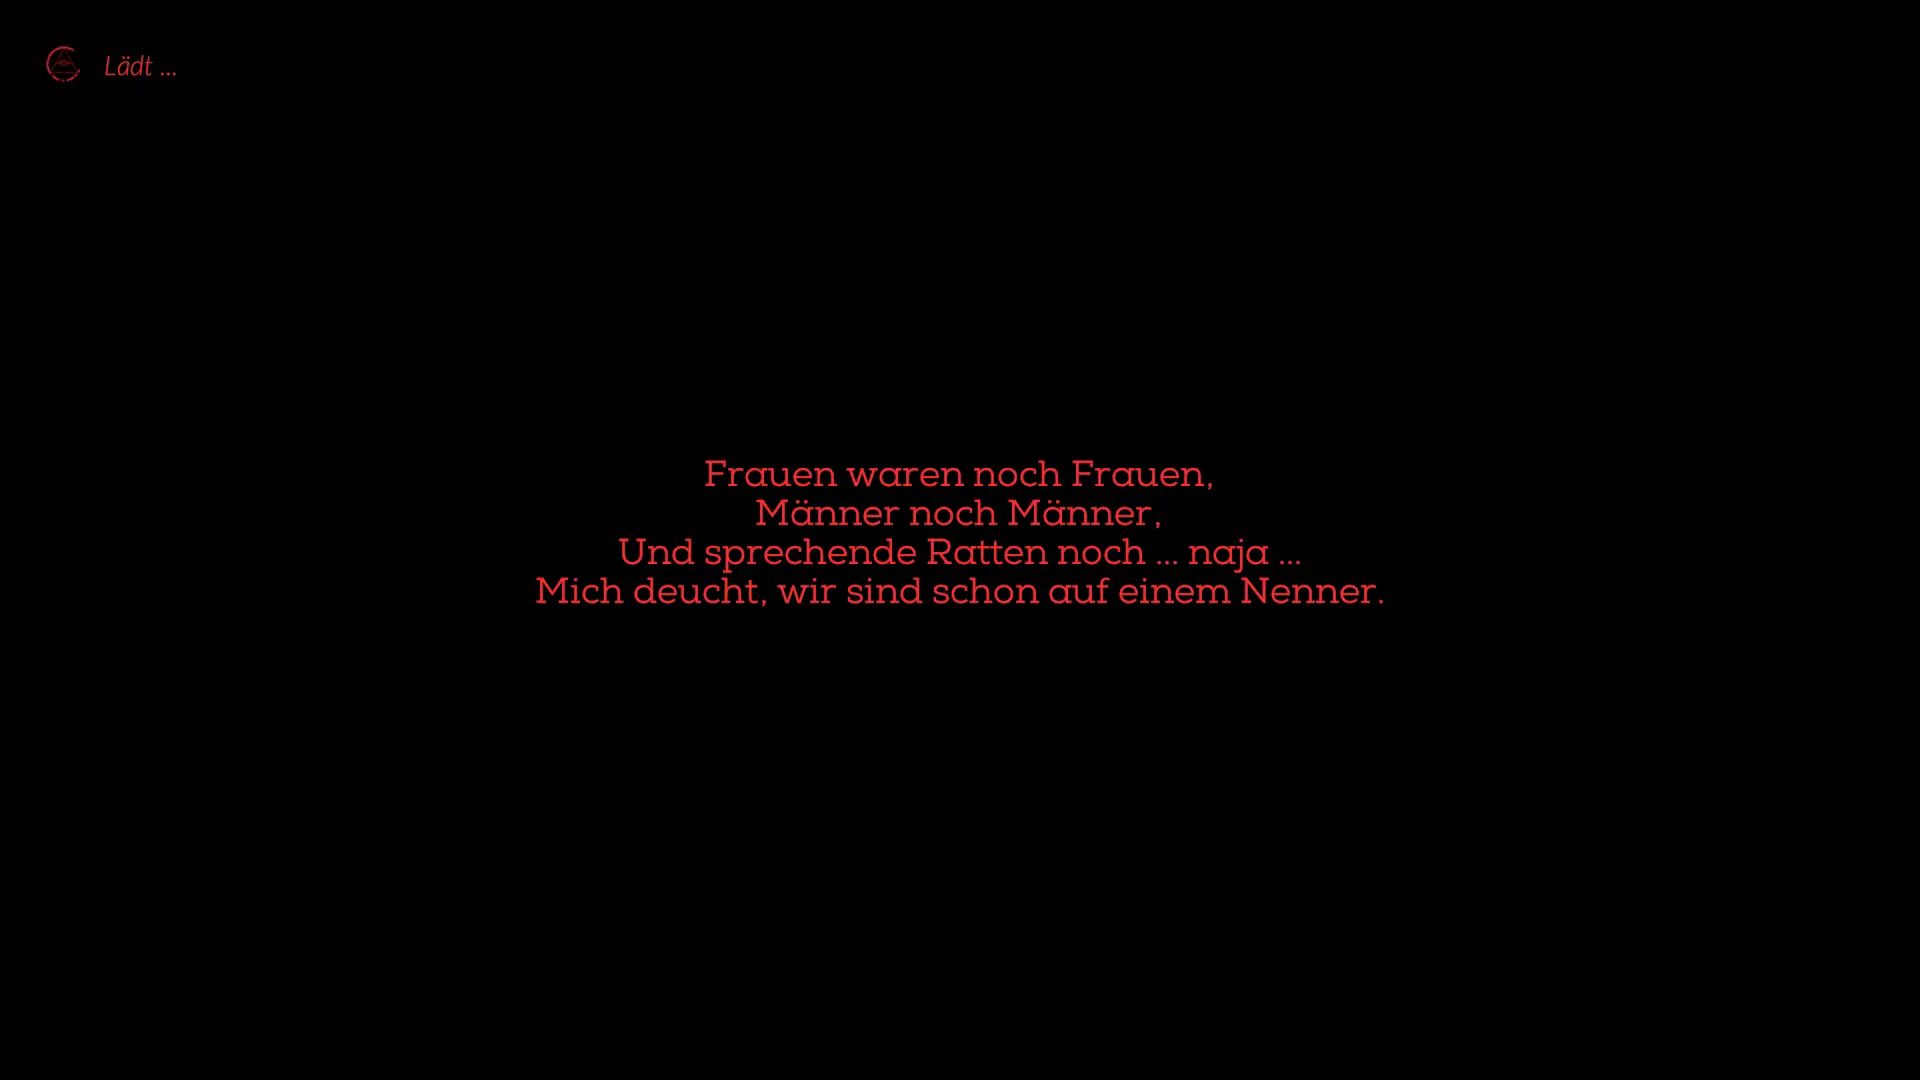 Lädt ...
Frauen waren noch Frauen,
Männer noch Männer,
Und sprechende Ratten noch ... naja ...
Mich deucht, wir sind schon auf einem Nenner.